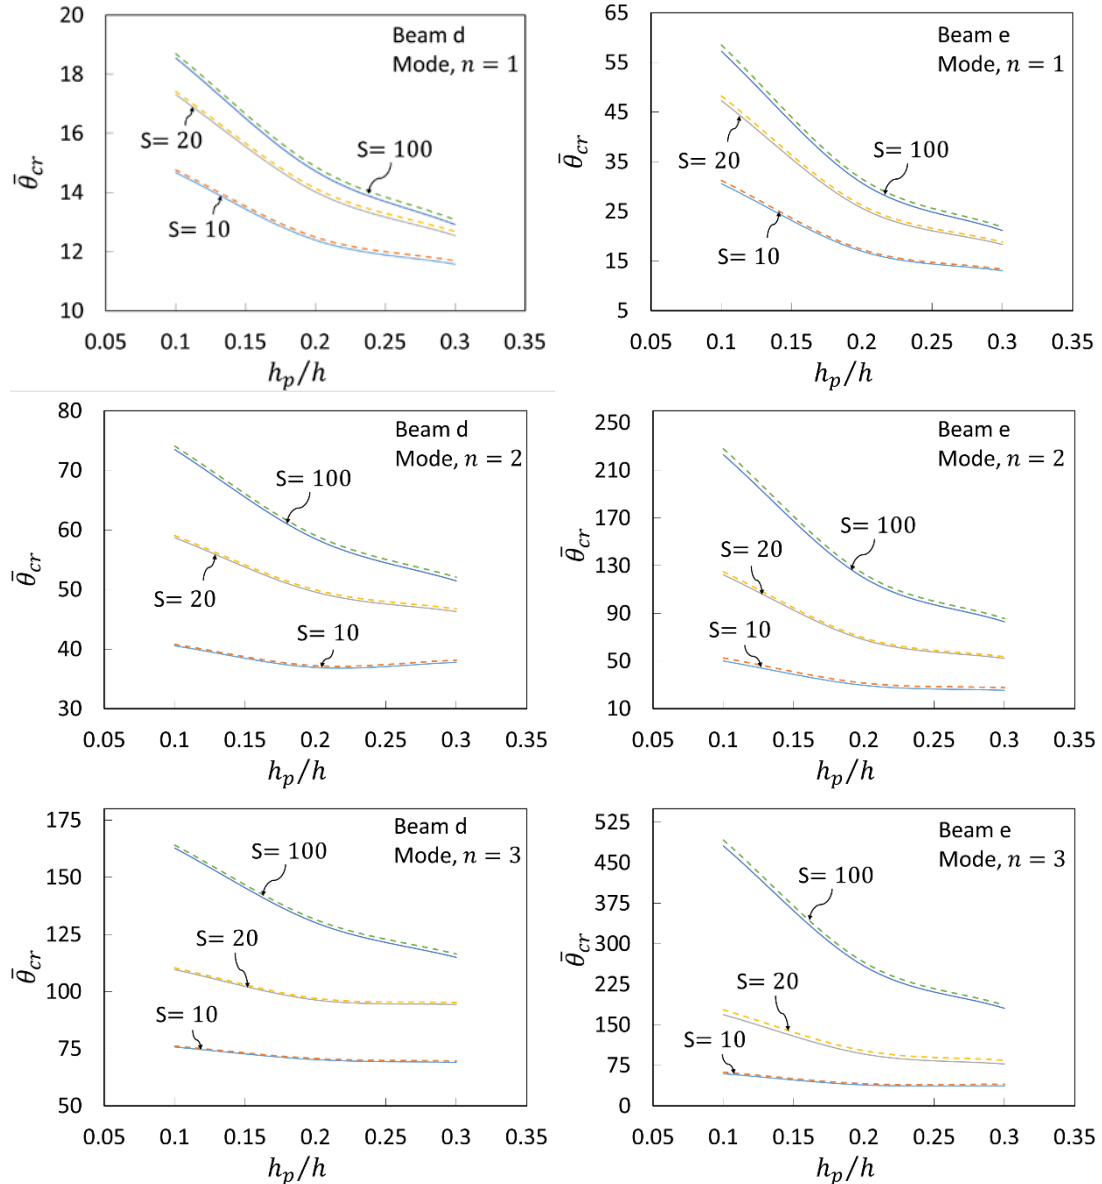 20
18
16
14
12
10
θ̄cr
Beam d
Mode, n = 1
S= 20
S= 100
S= 10
0.05 0.1 0.15 0.2 0.25 0.3 0.35
hp/h
65
55
45
35
25
15
5
θ̄cr
Beam e
Mode, n = 1
S= 20
S= 100
S= 10
0.05 0.1 0.15 0.2 0.25 0.3 0.35
hp/h
80
70
60
50
40
30
θ̄cr
Beam d
Mode, n = 2
S= 100
S= 20
S= 10
0.05 0.1 0.15 0.2 0.25 0.3 0.35
hp/h
250
210
170
130
90
50
10
θ̄cr
Beam e
Mode, n = 2
S= 100
S= 20
S= 10
0.05 0.1 0.15 0.2 0.25 0.3 0.35
hp/h
175
150
125
100
75
50
θ̄cr
Beam d
Mode, n = 3
S= 100
S= 20
S= 10
0.05 0.1 0.15 0.2 0.25 0.3 0.35
hp/h
525
450
375
300
225
150
75
0
θ̄cr
Beam e
Mode, n = 3
S= 100
S= 20
S= 10
0.05 0.1 0.15 0.2 0.25 0.3 0.35
hp/h